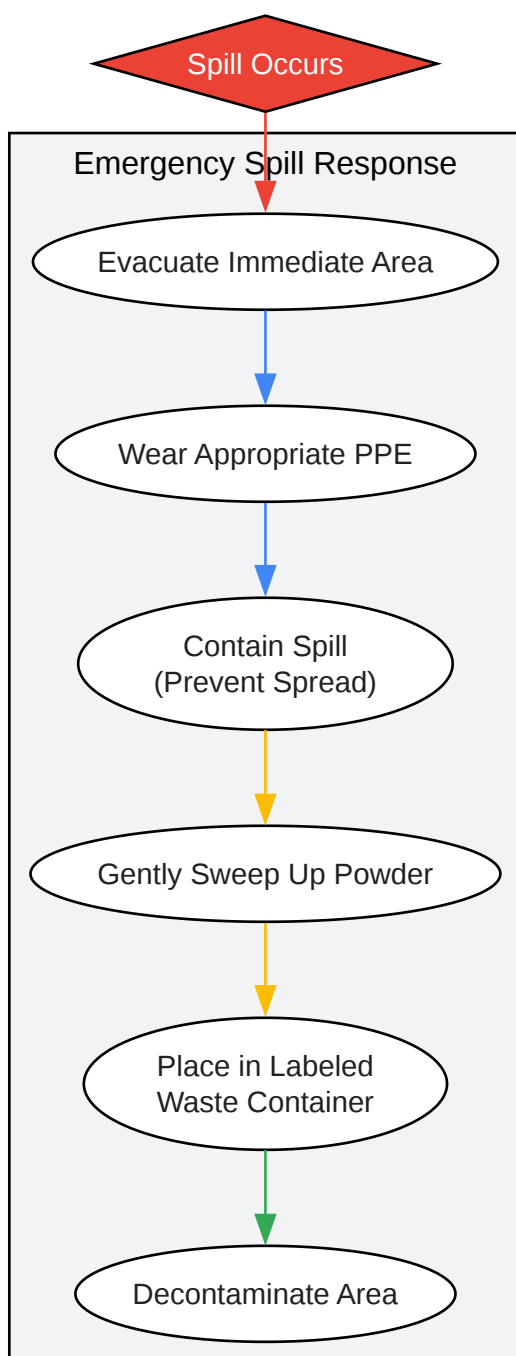 Spill Occurs
Emergency Spill Response
Evacuate Immediate Area
Wear Appropriate PPE
Contain Spill
(Prevent Spread)
Gently Sweep Up Powder
Place in Labeled
Waste Container
Decontaminate Area